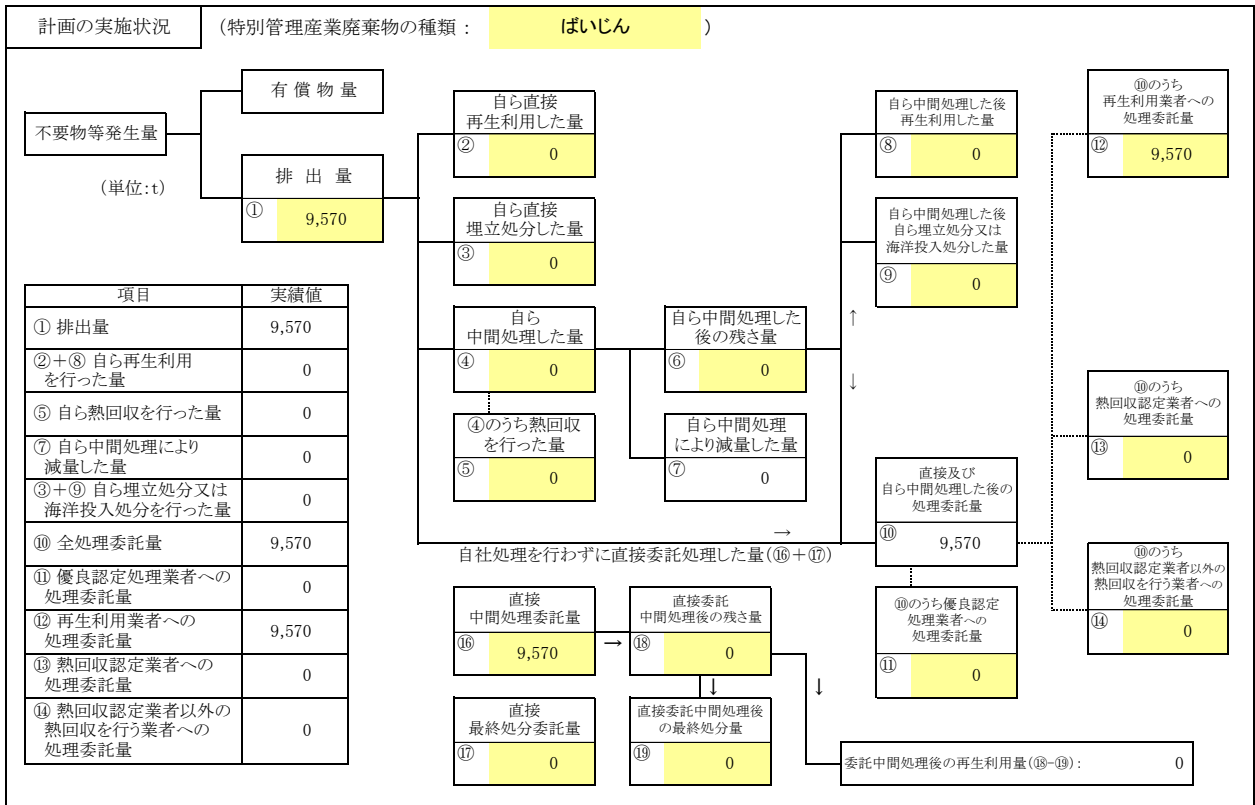 計画の実施状況
(特別管理産業廃棄物の種類： ばいじん ）
不要物等発生量
(単位:t)
有 償 物 量
排 出 量
① 9,570
自ら直接
再生利用した量
② 0
自ら直接
埋立処分した量
③ 0
自ら
中間処理した量
④ 0
④のうち熱回収
を行った量
⑤ 0
自ら中間処理した
後の残さ量
⑥ 0
自ら中間処理
により減量した量
⑦ 0
自ら中間処理した後
再生利用した量
⑧ 0
自ら中間処理した後
自ら埋立処分又は
海洋投入処分した量
⑨ 0
↑
↓
直接及び
自ら中間処理した後の
処理委託量
⑩ 9,570
⑩のうち優良認定
処理業者への
処理委託量
⑪ 0
⑩のうち
再生利用業者への
処理委託量
⑫ 9,570
⑩のうち
熱回収認定業者への
処理委託量
⑬ 0
⑩のうち
熱回収認定業者以外の
熱回収を行う業者への
処理委託量
⑭ 0
→
自社処理を行わずに直接委託処理した量(⑯＋⑰)
直接
中間処理委託量
⑯ 9,570
→
直接委託
中間処理後の残さ量
⑱ 0
↓
↓
直接
最終処分委託量
⑰ 0
直接委託中間処理後
の最終処分量
⑲ 0
委託中間処理後の再生利用量(⑱-⑲)： 0
項目 実績値
① 排出量 9,570
②＋⑧ 自ら再生利用
を行った量 0
⑤ 自ら熱回収を行った量 0
⑦ 自ら中間処理により
減量した量 0
③＋⑨ 自ら埋立処分又は
海洋投入処分を行った量 0
⑩ 全処理委託量 9,570
⑪ 優良認定処理業者への
処理委託量 0
⑫ 再生利用業者への
処理委託量 9,570
⑬ 熱回収認定業者への
処理委託量 0
⑭ 熱回収認定業者以外の
熱回収を行う業者への
処理委託量 0